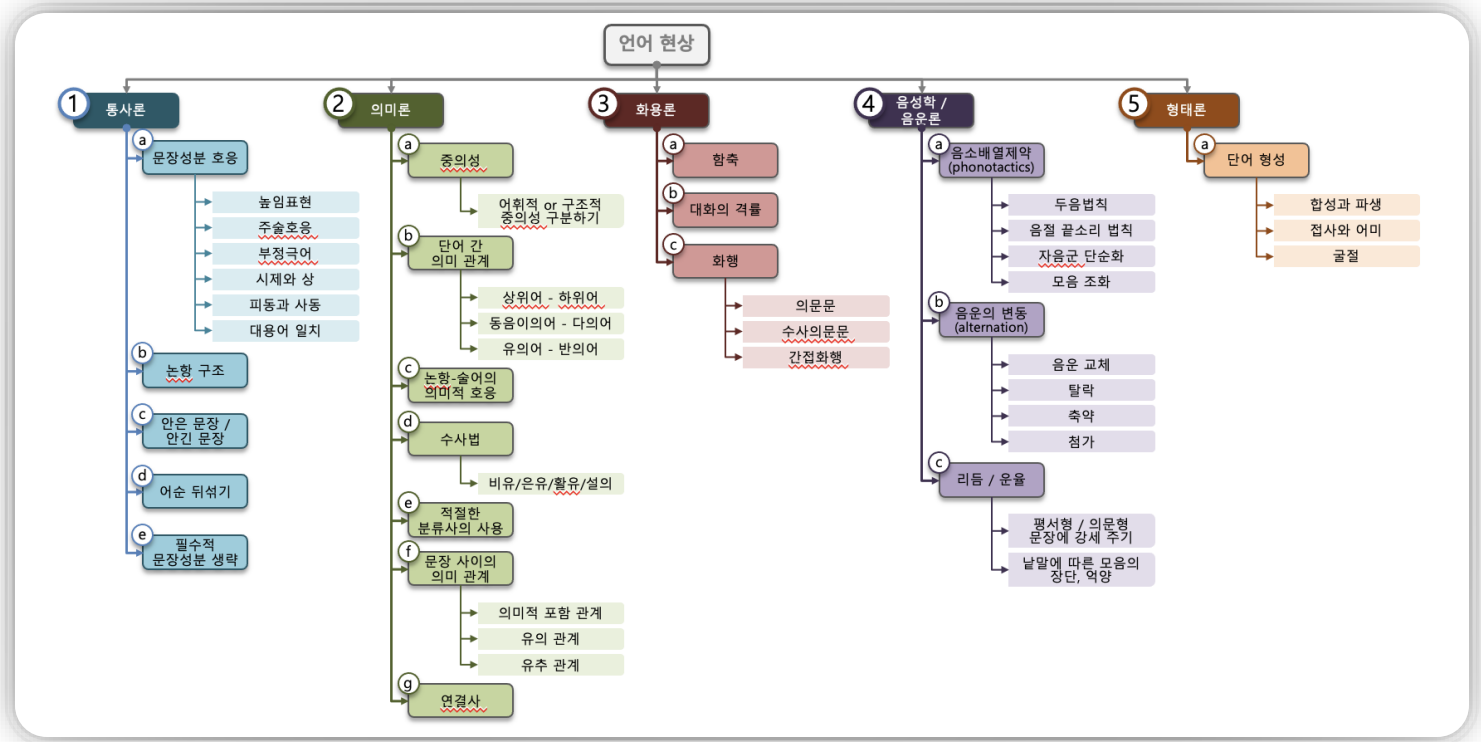 언어 현상
1
통사론
a
문장성분 호응
높임표현
주술호응
부정극어
시제와 상
피동과 사동
대용어 일치
b
논항 구조
c
안은 문장 /
안긴 문장
d
어순 뒤섞기
e
필수적
문장성분 생략
2
의미론
a
중의성
어휘적 or 구조적
중의성 구분하기
b
단어 간
의미 관계
상위어 - 하위어
동음이의어 - 다의어
유의어 - 반의어
c
논항-술어의
의미적 호응
d
수사법
비유/은유/활유/설의
e
적절한
분류사의 사용
f
문장 사이의
의미 관계
의미적 포함 관계
유의 관계
유추 관계
g
연결사
3
화용론
a
함축
b
대화의 격률
c
화행
의문문
수사의문문
간접화행
4
음성학 /
음운론
a
음소배열제약
(phonotactics)
두음법칙
음절 끝소리 법칙
자음군 단순화
모음 조화
b
음운의 변동
(alternation)
음운 교체
탈락
축약
첨가
c
리듬 / 운율
평서형 / 의문형
문장에 강세 주기
낱말에 따른 모음의
장단, 억양
5
형태론
a
단어 형성
합성과 파생
접사와 어미
굴절